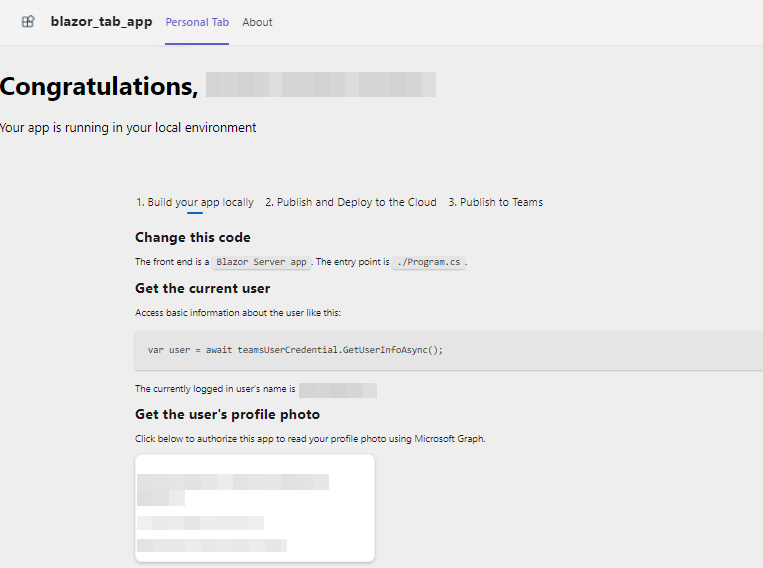 blazor_tab_app Personal Tab About
Congratulations,
Your app is running in your local environment
1. Build your app locally 2. Publish and Deploy to the Cloud 3. Publish to Teams
Change this code
The front end is a Blazor Server app. The entry point is ./Program.cs.
Get the current user
Access basic information about the user like this:
var user = await teamsUserCredential.GetUserInfoAsync();
The currently logged in user's name is
Get the user's profile photo
Click below to authorize this app to read your profile photo using Microsoft Graph.